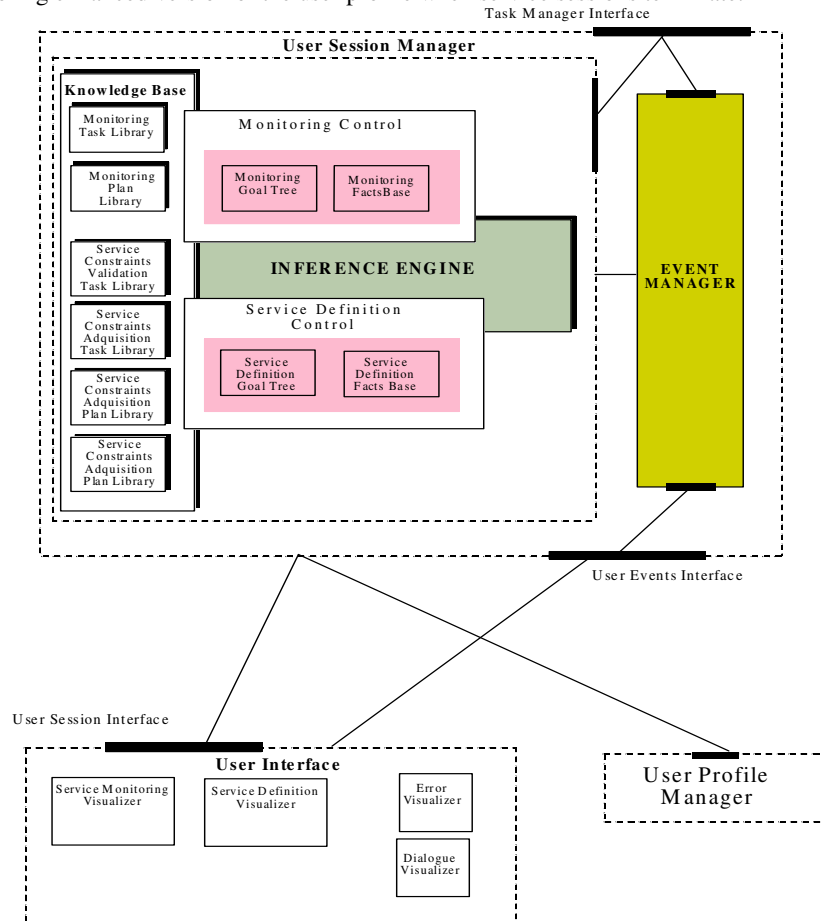 Task Manager Interface
User Session Manager
Knowledge Base
Monitoring
Task Library
Monitoring
Plan
Library
Service
Constraints
Validation
Task Library
Service
Constraints
Adquisition
Task Library
Service
Constraints
Adquisition
Plan Library
Service
Constraints
Adquisition
Plan Library
Monitoring Control
Monitoring
Goal Tree
Monitoring
FactsBase
INFERENCE ENGINE
Service Definition
Control
Service
Definition
Goal Tree
Service
Definition
Facts Base
EVENT
MANAGER
User Events Interface
User Session Interface
User Interface
Service Monitoring
Visualizer
Service Definition
Visualizer
Error
Visualizer
Dialogue
Visualizer
User Profile
Manager